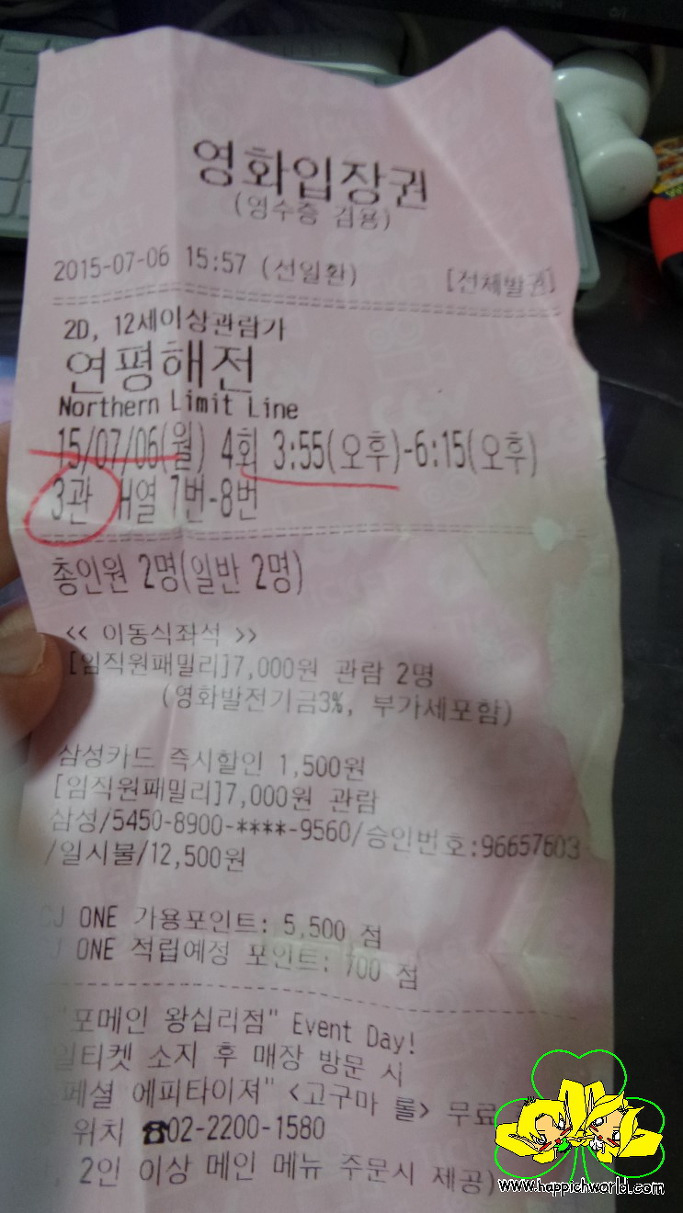 영화입장권
(영수증 겸용)
2015-07-06 15:57 (선일환) [전체발권]
2D, 12세이상관람가
연평해전
Northern Limit Line
15/07/06(월) 4회 3:55(오후)-6:15(오후)
3관 H열 7번-8번
총인원 2명(일반 2명)
<< 이동식좌석 >>
[임직원패밀리]7,000원 관람 2명
(영화발전기금3%, 부가세포함)
삼성카드 즉시할인 1,500원
[임직원패밀리]7,000원 관람
삼성/5450-8900-****-9560/승인번호:96657603
/일시불/12,500원
CJ ONE 가용포인트: 5,500 점
J ONE 적립예정 포인트: 700 점
"포메인 왕십리점" Event Day!
일티켓 소지 후 매장 방문 시
페셜 에피타이져" <고구마 롤> 무료
위치 ☎02-2200-1580
, 2인 이상 메인 메뉴 주문시 제공)
www.happichworld.com